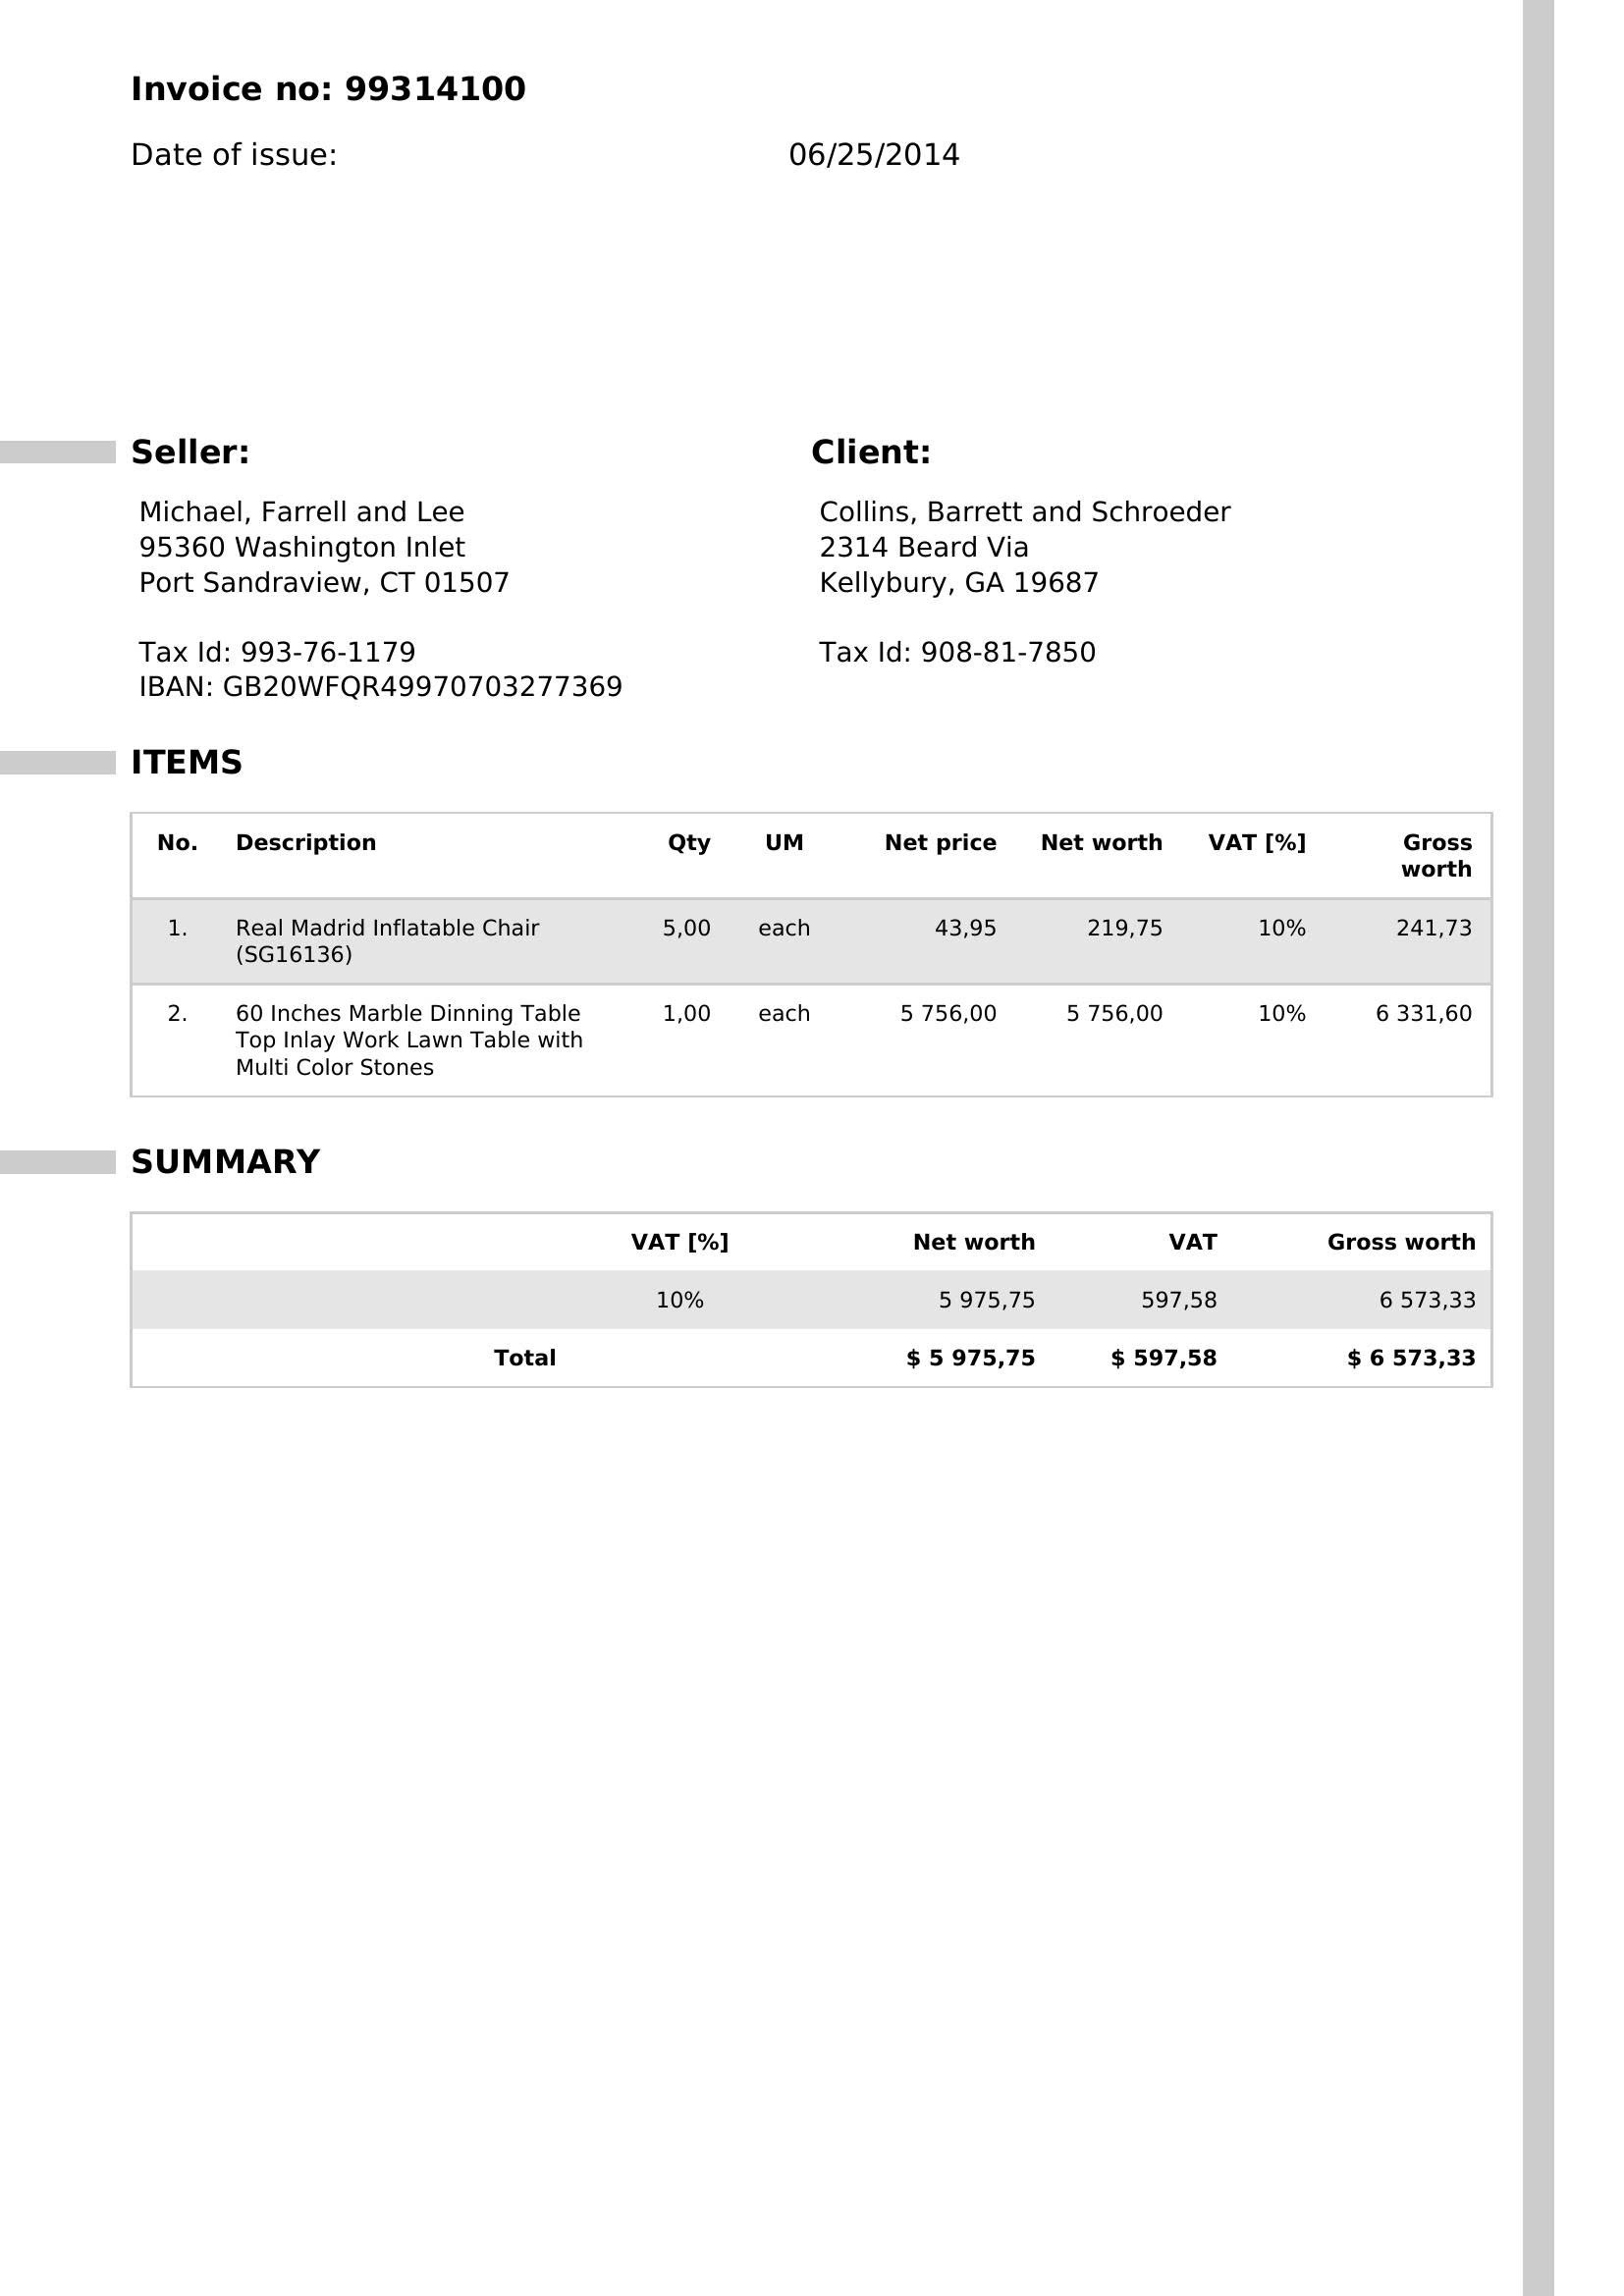 Invoice no: 99314100
Date of issue: 06/25/2014
Seller:
Michael, Farrell and Lee
95360 Washington Inlet
Port Sandraview, CT 01507
Tax Id: 993-76-1179
IBAN: GB20WFQR49970703277369
Client:
Collins, Barrett and Schroeder
2314 Beard Via
Kellybury, GA 19687
Tax Id: 908-81-7850
ITEMS
No. Description Qty UM Net price Net worth VAT [%] Gross
worth
1. Real Madrid Inflatable Chair 5,00 each 43,95 219,75 10% 241,73
(SG16136)
2. 60 Inches Marble Dinning Table 1,00 each 5 756,00 5 756,00 10% 6 331,60
Top Inlay Work Lawn Table with
Multi Color Stones
SUMMARY
VAT [%] Net worth VAT Gross worth
10% 5 975,75 597,58 6 573,33
Total $ 5 975,75 $ 597,58 $ 6 573,33